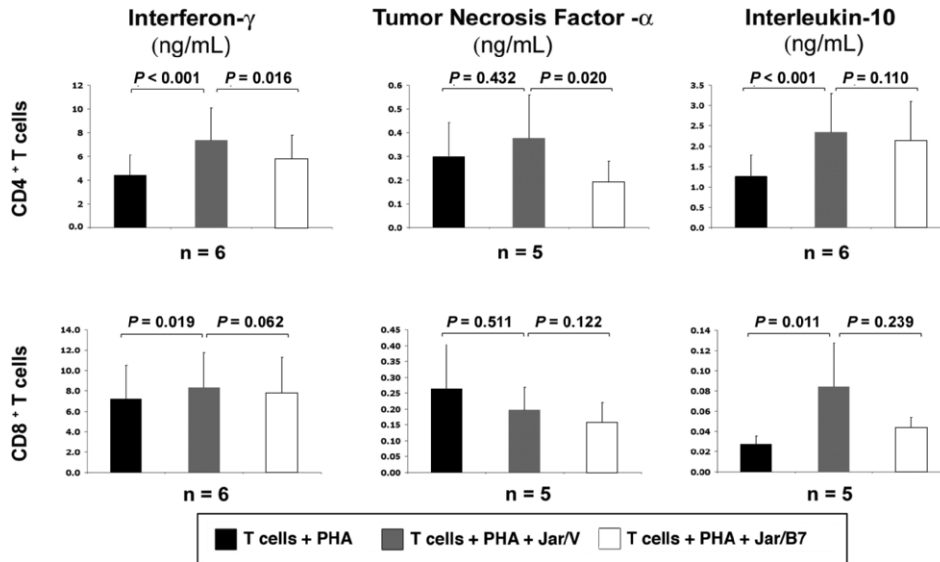 Interferon-γ Tumor Necrosis Factor -α Interleukin-10
(ng/mL) (ng/mL) (ng/mL)
CD4 + T cells
P < 0.001 P = 0.016
12
10
8
6
4
2
0.0
n = 6
P = 0.432 P = 0.020
0.6
0.5
0.4
0.3
0.2
0.1
0.0
n = 5
P < 0.001 P = 0.110
3.5
3.0
2.5
2.0
1.5
1.0
0.5
0.0
n = 6
CD8 + T cells
P = 0.019 P = 0.062
14.0
12.0
10.0
8.0
6.0
4.0
2.0
0.0
n = 6
P = 0.511 P = 0.122
0.45
0.40
0.35
0.30
0.25
0.20
0.15
0.10
0.05
0.00
n = 5
P = 0.011 P = 0.239
0.14
0.12
0.10
0.08
0.06
0.04
0.02
0.00
n = 5
T cells + PHA T cells + PHA + Jar/V T cells + PHA + Jar/B7